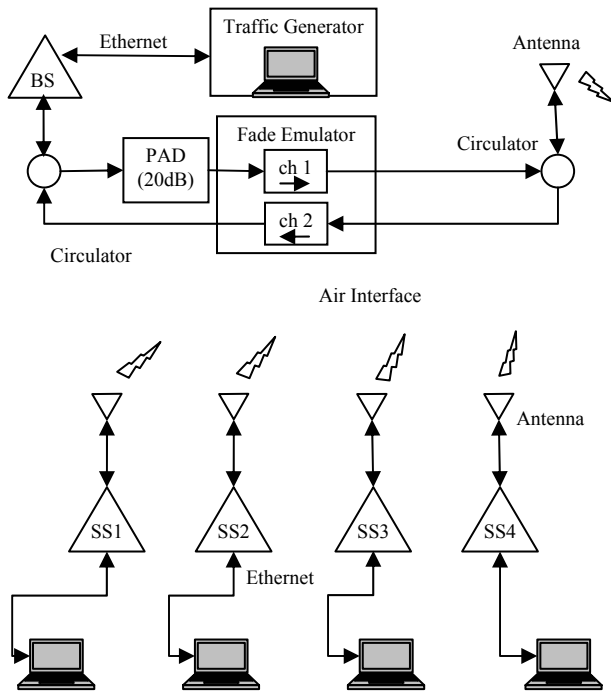 Traffic Generator
Ethernet
BS
Antenna
Fade Emulator
Circulator
PAD
(20dB)
ch 1
ch 2
Circulator
Air Interface
Antenna
SS1
SS2
SS3
SS4
Ethernet